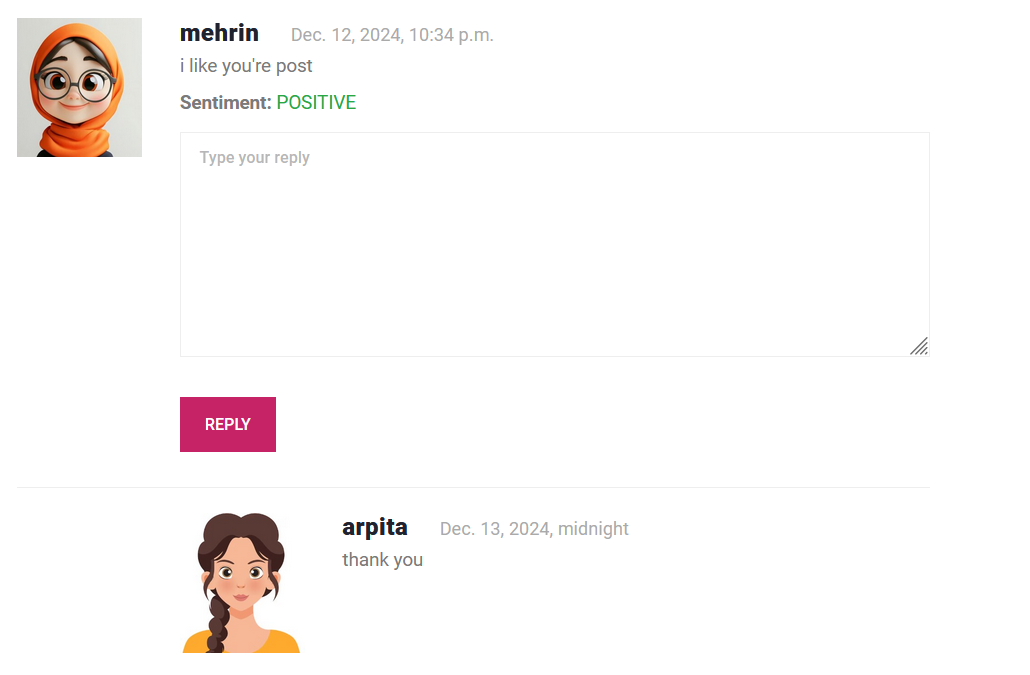 mehrin Dec. 12, 2024, 10:34 p.m.
i like you're post
Sentiment: POSITIVE
Type your reply
REPLY
arpita Dec. 13, 2024, midnight
thank you